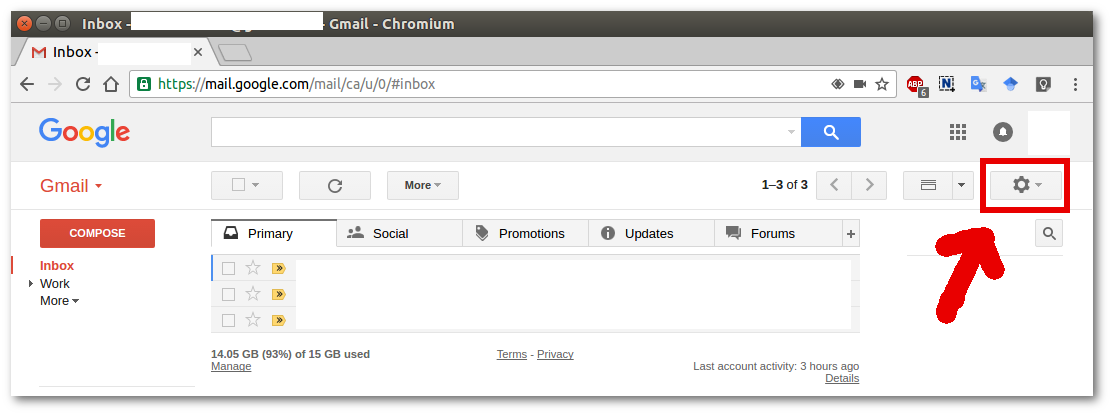 Inbox - - Gmail - Chromium
Inbox -
https://mail.google.com/mail/ca/u/0/#inbox
ABP
6
N
Google
Gmail
More
1–3 of 3
COMPOSE
Primary
Social
Promotions
Updates
Forums
+
Inbox
Work
More
14.05 GB (93%) of 15 GB used
Manage
Terms - Privacy
Last account activity: 3 hours ago
Details